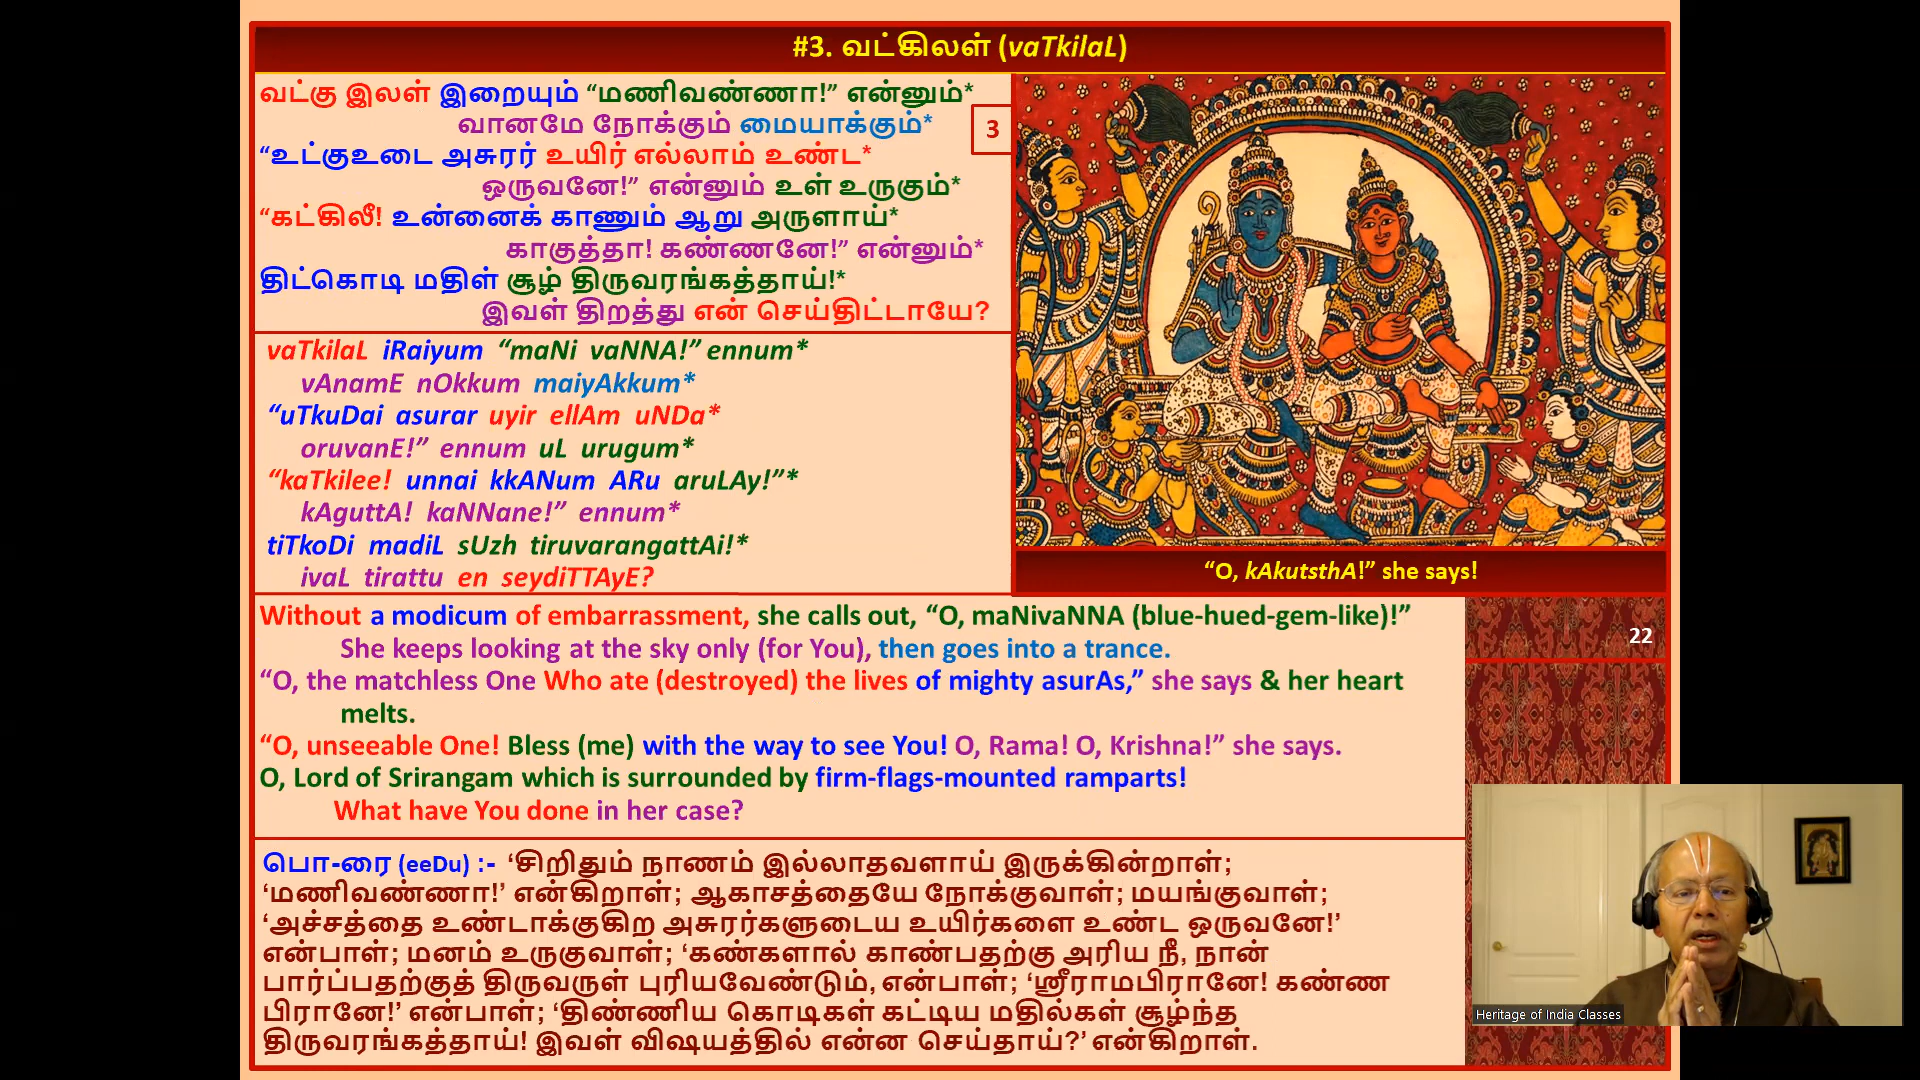 #3. வட்கிலள் (vaTkilaL)
வட்கு இலள் இறையும் “மணிவண்ணா!” என்னும்*
வானமே நோக்கும் மையாக்கும்*
“உட்குஉடை அசுரர் உயிர் எல்லாம் உண்ட*
ஒருவனே!” என்னும் உள் உருகும்*
“கட்கிலீ! உன்னைக் காணும் ஆறு அருளாய்*
காகுத்தா! கண்ணனே!” என்னும்*
திட்கொடி மதிள் சூழ் திருவரங்கத்தாய்!*
இவள் திறத்து என் செய்திட்டாயே?
3
vaTkilaL iRaiyum “maNi vaNNA!” ennum*
vAnamE nOkkum maiyAkkum*
“uTkuDai asurar uyir ellAm uNDa*
oruvanE!” ennum uL urugum*
“kaTkilee! unnai kkANum ARu aruLAy!”*
kAguttA! kaNNane!” ennum*
tiTkoDi madiL sUzh tiruvarangattAi!*
ivaL tirattu en seydiTTAyE?
“O, kAkutsthA!” she says!
Without a modicum of embarrassment, she calls out, “O, maNivaNNA (blue-hued-gem-like)!”
She keeps looking at the sky only (for You), then goes into a trance.
“O, the matchless One Who ate (destroyed) the lives of mighty asurAs,” she says & her heart
melts.
“O, unseeable One! Bless (me) with the way to see You! O, Rama! O, Krishna!” she says.
O, Lord of Srirangam which is surrounded by firm-flags-mounted ramparts!
What have You done in her case?
22
பொ-ரை (eeDu) :- ‘சிறிதும் நாணம் இல்லாதவளாய் இருக்கின்றாள்;
‘மணிவண்ணா!’ என்கிறாள்; ஆகாசத்தையே நோக்குவாள்; மயங்குவாள்;
‘அச்சத்தை உண்டாக்குகிற அசுரர்களுடைய உயிர்களை உண்ட ஒருவனே!’
என்பாள்; மனம் உருகுவாள்; ‘கண்களால் காண்பதற்கு அரிய நீ, நான்
பார்ப்பதற்குத் திருவருள் புரியவேண்டும், என்பாள்; ‘ஸ்ரீராமபிரானே! கண்ண
பிரானே!’ என்பாள்; ‘திண்ணிய கொடிகள் கட்டிய மதில்கள் சூழ்ந்த
திருவரங்கத்தாய்! இவள் விஷயத்தில் என்ன செய்தாய்?’ என்கிறாள்.
Heritage of India Classes